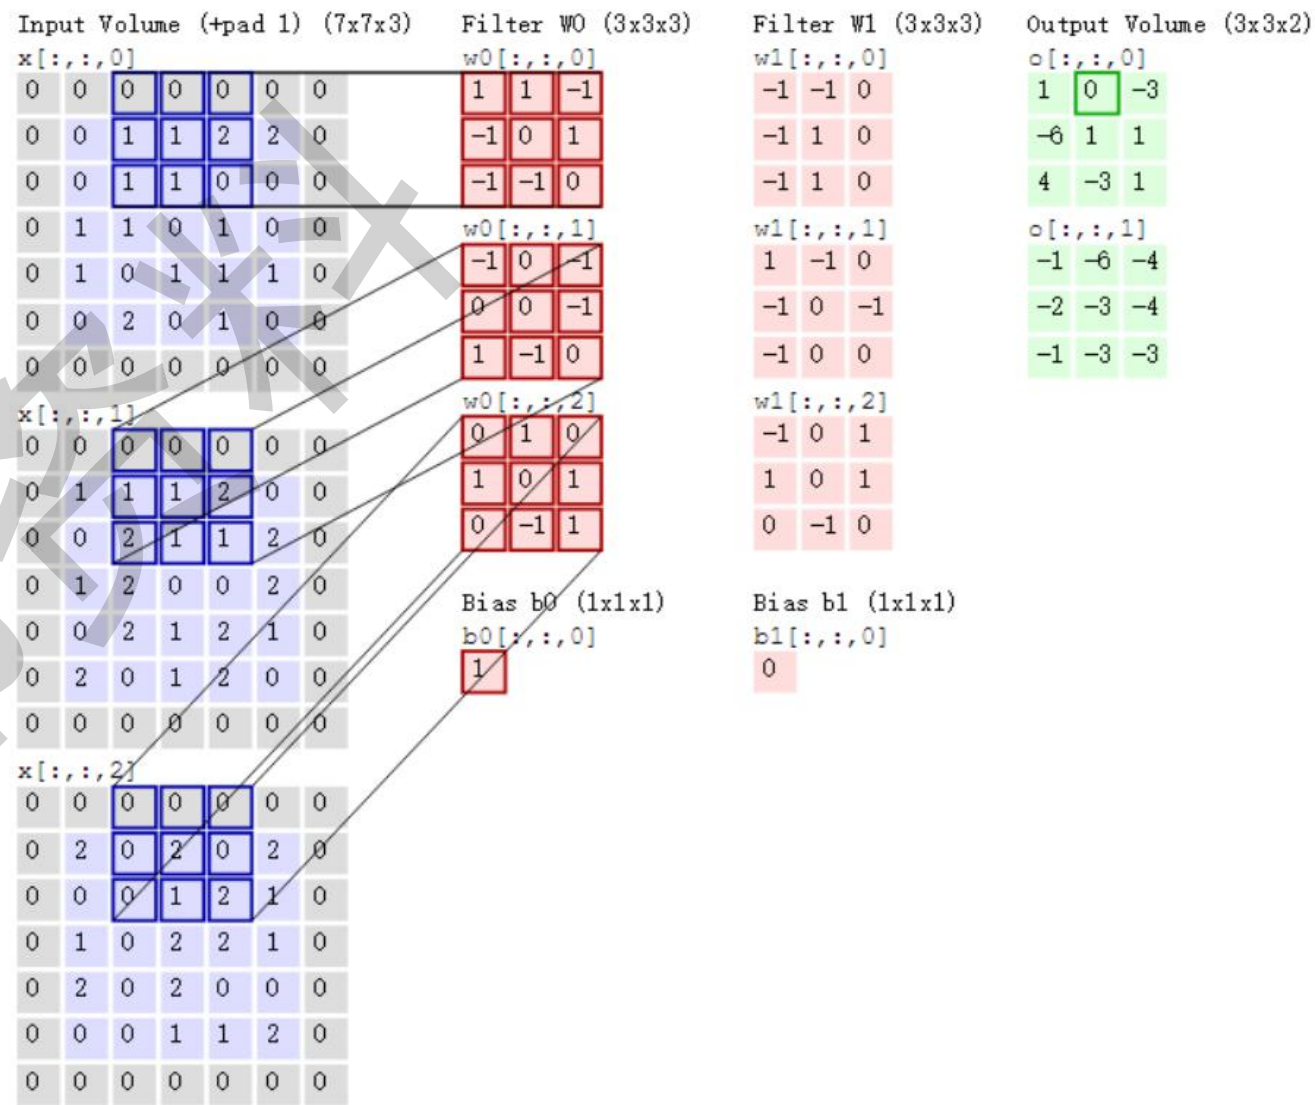 Input Volume (+pad 1) (7x7x3)
x[:,:,0]
0 0 0 0 0 0 0
0 0 1 1 2 2 0
0 0 1 1 0 0 0
0 1 1 0 1 0 0
0 1 0 1 1 1 0
0 0 2 0 1 0 0
0 0 0 0 0 0 0
x[:,:,1]
0 0 0 0 0 0 0
0 1 1 1 2 0 0
0 0 2 1 1 2 0
0 1 2 0 0 2 0
0 0 2 1 2 1 0
0 2 0 1 2 0 0
0 0 0 0 0 0 0
x[:,:,2]
0 0 0 0 0 0 0
0 2 0 2 0 2 0
0 0 0 1 2 1 0
0 1 0 2 2 1 0
0 2 0 2 0 0 0
0 0 0 1 1 2 0
0 0 0 0 0 0 0
Filter W0 (3x3x3)
w0[:,:,0]
1 1 -1
-1 0 1
-1 -1 0
w0[:,:,1]
-1 0 -1
0 0 -1
1 -1 0
w0[:,:,2]
0 1 0
1 0 1
0 -1 1
Bias b0 (1x1x1)
b0[:,:,0]
1
Filter W1 (3x3x3)
w1[:,:,0]
-1 -1 0
-1 1 0
-1 1 0
w1[:,:,1]
1 -1 0
-1 0 -1
-1 0 0
w1[:,:,2]
-1 0 1
1 0 1
0 -1 0
Bias b1 (1x1x1)
b1[:,:,0]
0
Output Volume (3x3x2)
o[:,:,0]
1 0 -3
-6 1 1
4 -3 1
o[:,:,1]
-1 -6 -4
-2 -3 -4
-1 -3 -3